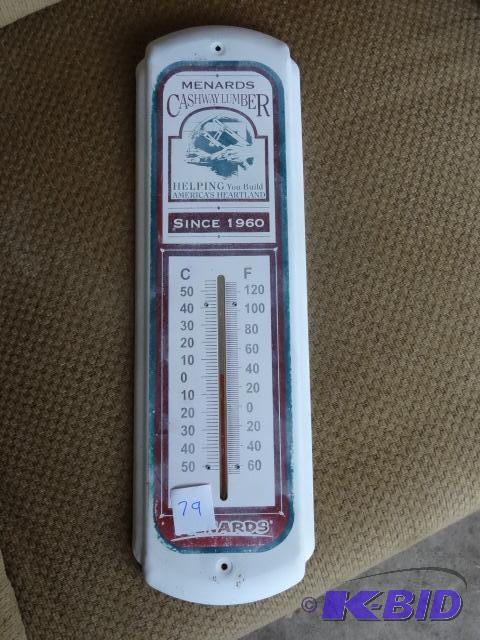 MENARDS
CASHWAY LUMBER
HELPING You Build
AMERICA'S HEARTLAND
SINCE 1960
C F
50 120
40 100
30 80
20 60
10 40
0 20
10 0
20 20
30 40
40 60
50
79
MENARDS
© K-BID